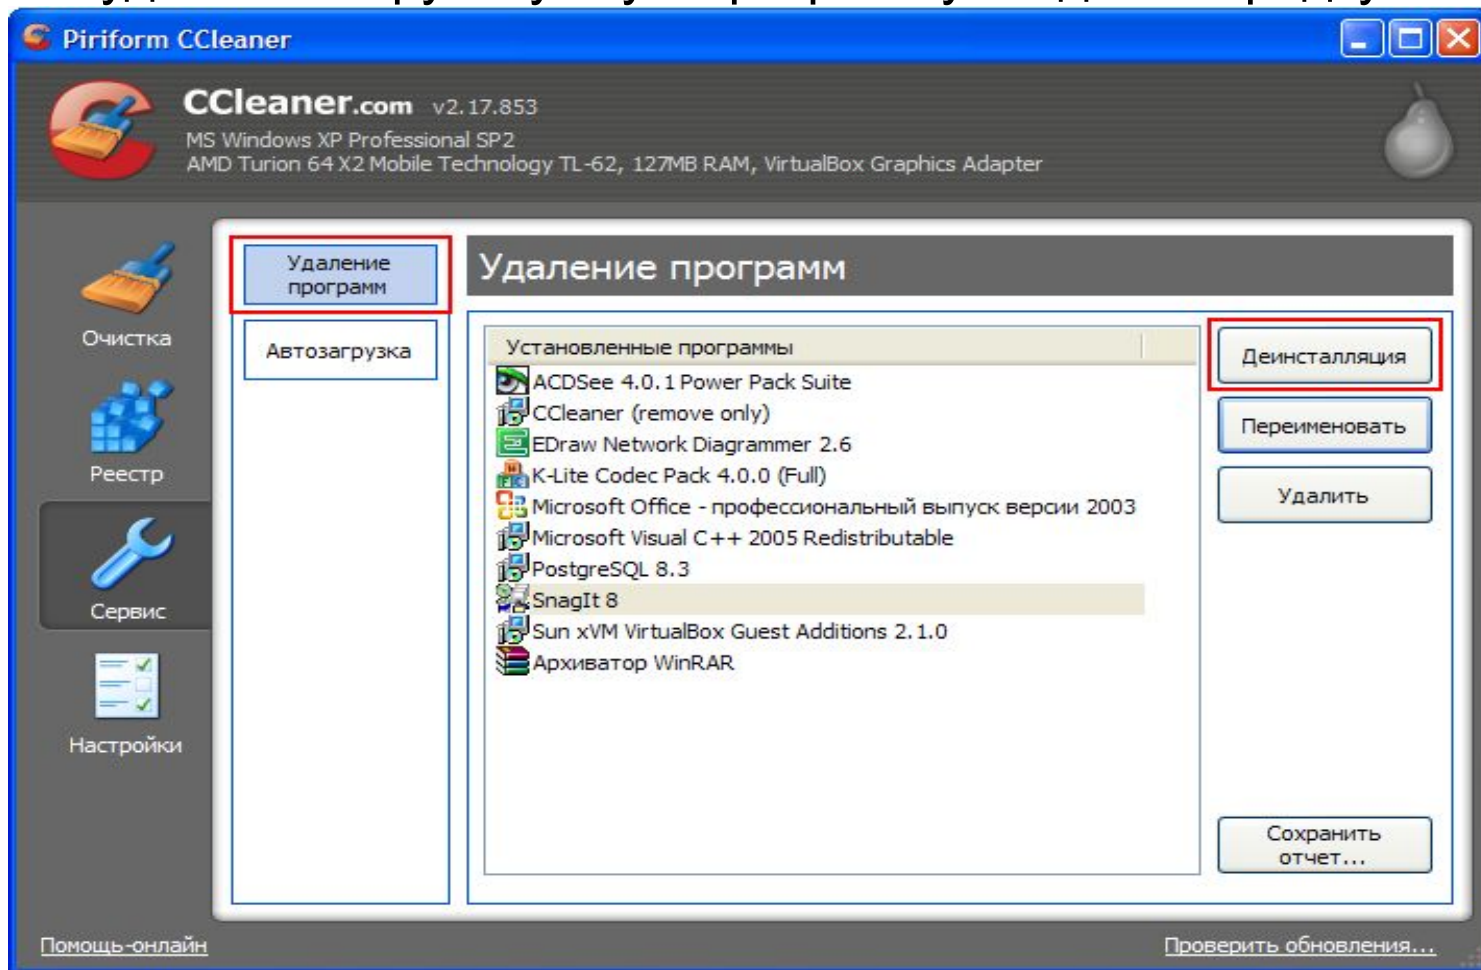 Piriform CCleaner
CCleaner.com v2.17.853
MS Windows XP Professional SP2
AMD Turion 64 X2 Mobile Technology TL-62, 127MB RAM, VirtualBox Graphics Adapter
Очистка
Реестр
Сервис
Настройки
Удаление
программ
Автозагрузка
Удаление программ
Установленные программы
ACDSee 4.0.1 Power Pack Suite
CCleaner (remove only)
EDraw Network Diagrammer 2.6
K-Lite Codec Pack 4.0.0 (Full)
Microsoft Office - профессиональный выпуск версии 2003
Microsoft Visual C++ 2005 Redistributable
PostgreSQL 8.3
SnagIt 8
Sun xVM VirtualBox Guest Additions 2.1.0
Архиватор WinRAR
Деинсталляция
Переименовать
Удалить
Сохранить
отчет...
Помощь-онлайн
Проверить обновления...